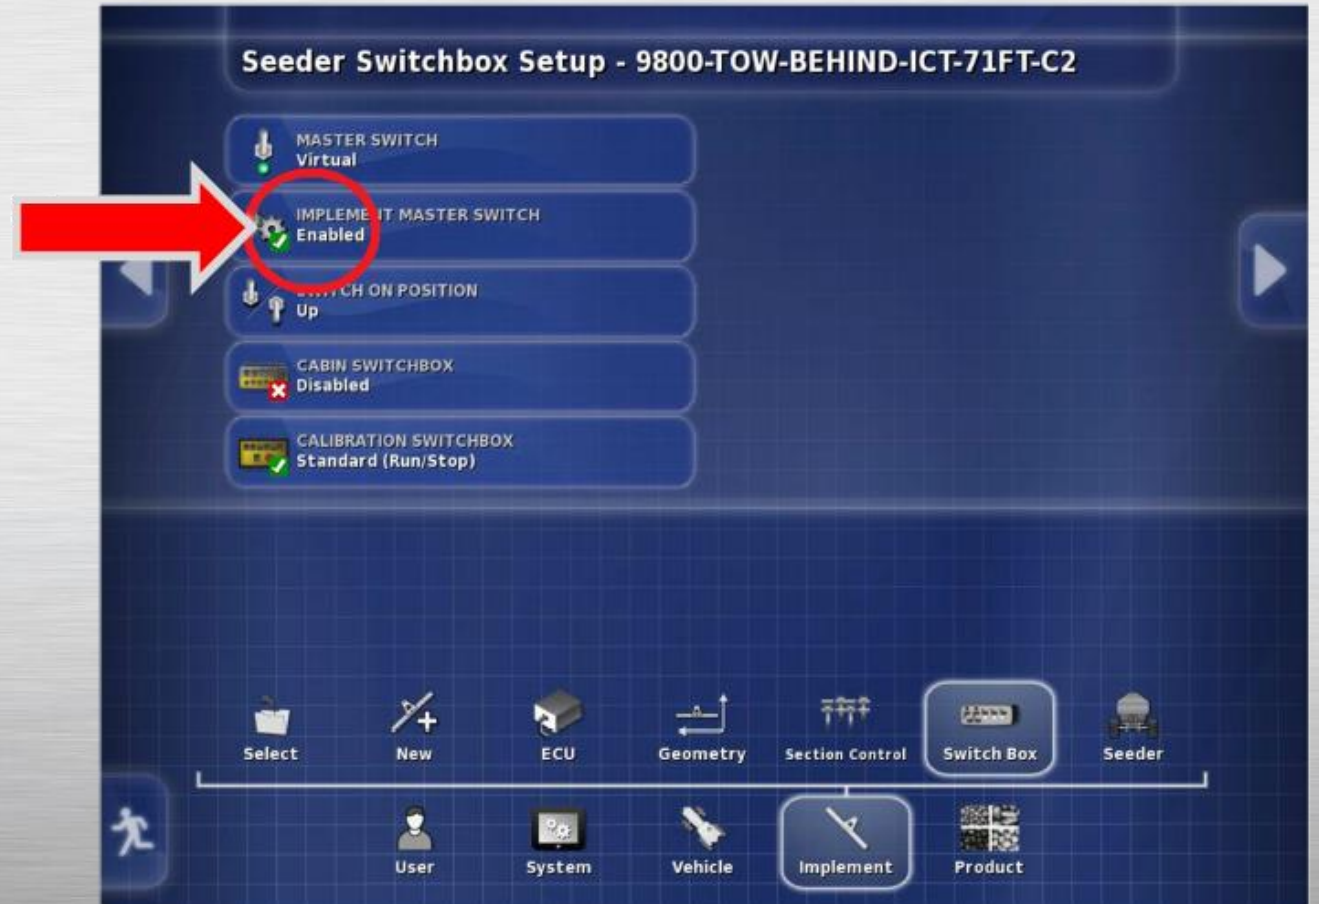 Seeder Switchbox Setup - 9800-TOW-BEHIND-ICT-71FT-C2
MASTER SWITCH
Virtual
IMPLEMENT MASTER SWITCH
Enabled
SWITCH ON POSITION
Up
CABIN SWITCHBOX
Disabled
CALIBRATION SWITCHBOX
Standard (Run/Stop)
Select New ECU Geometry Section Control Switch Box Seeder
User System Vehicle Implement Product